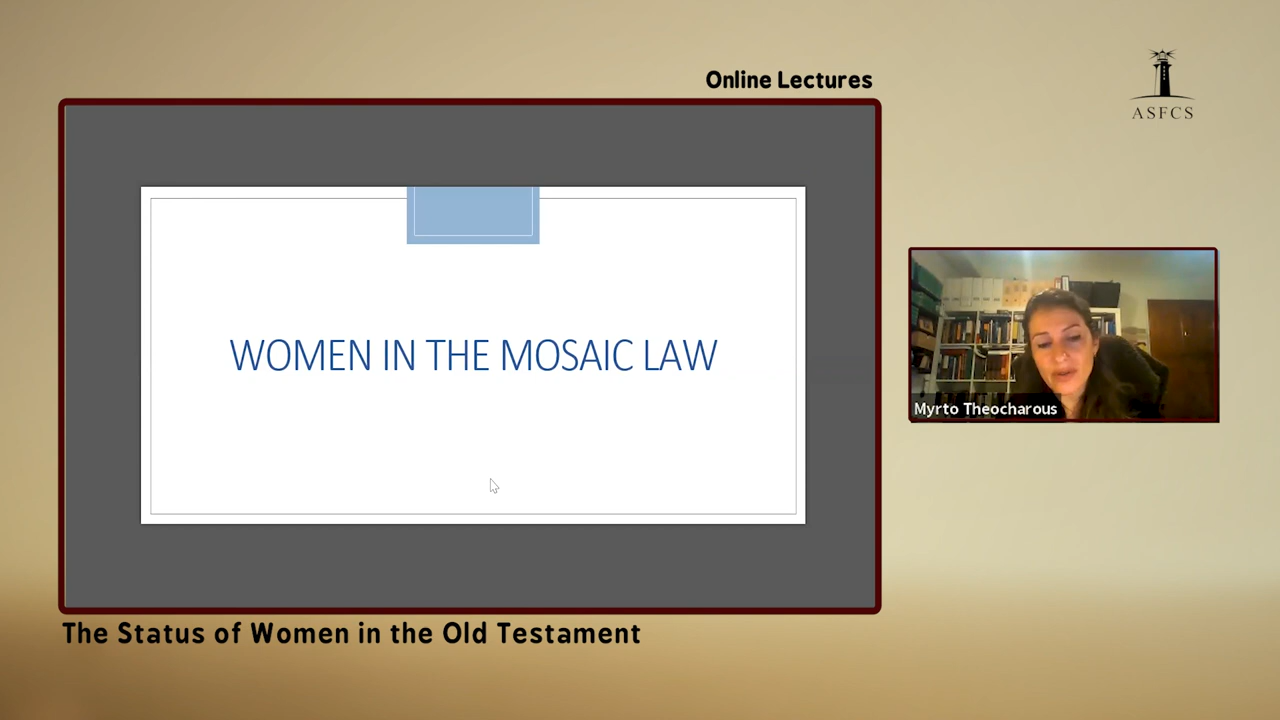 Online Lectures
ASFCS
WOMEN IN THE MOSAIC LAW
Myrto Theocharous
The Status of Women in the Old Testament